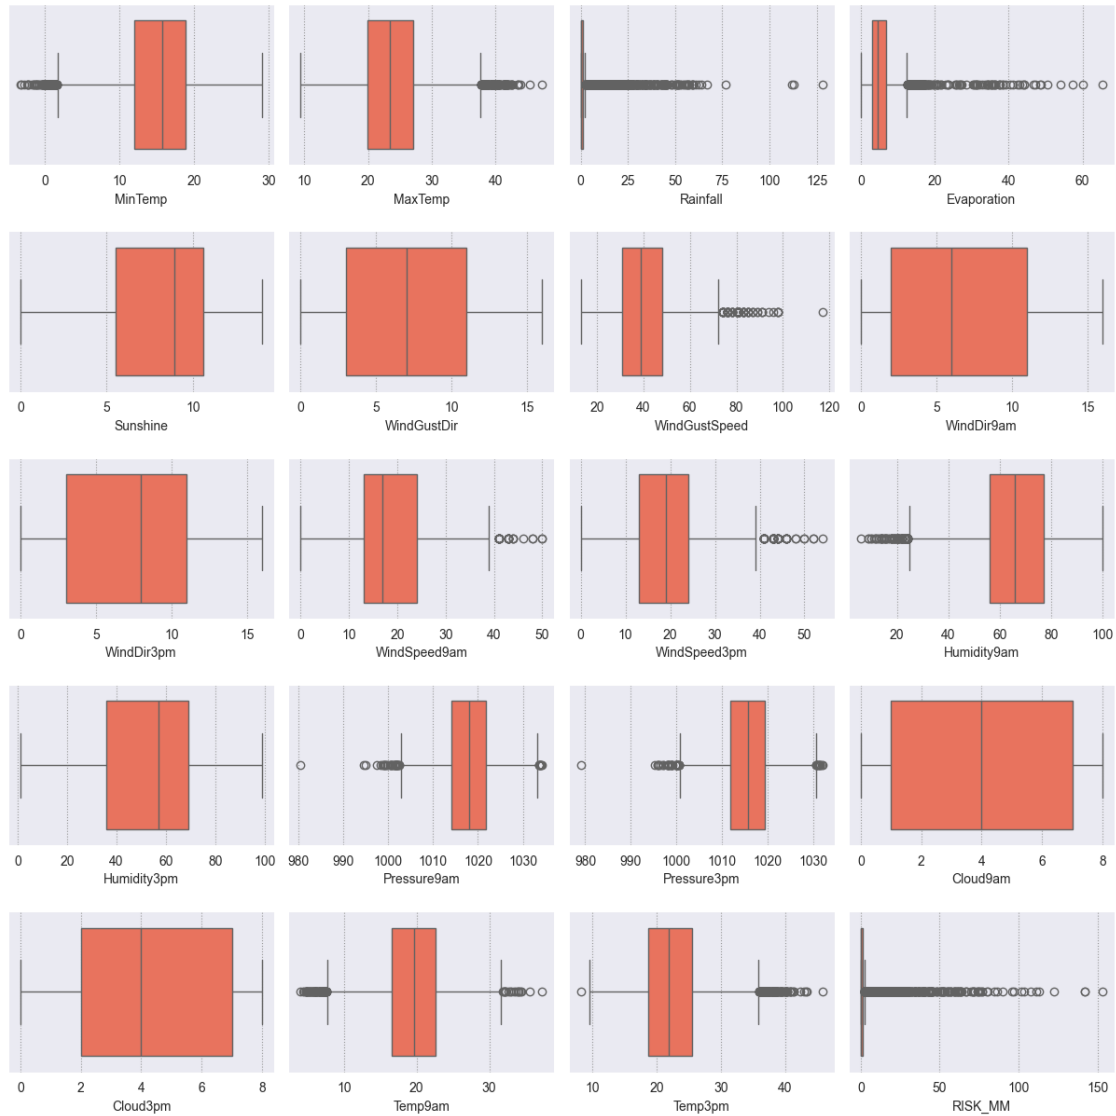 0 10 20 30
MinTemp
10 20 30 40
MaxTemp
0 25 50 75 100 125
Rainfall
0 20 40 60
Evaporation
0 5 10
Sunshine
0 5 10 15
WindGustDir
20 40 60 80 100 120
WindGustSpeed
0 5 10 15
WindDir9am
0 5 10 15
WindDir3pm
0 10 20 30 40 50
WindSpeed9am
0 10 20 30 40 50
WindSpeed3pm
20 40 60 80 100
Humidity9am
0 20 40 60 80 100
Humidity3pm
980 990 1000 1010 1020 1030
Pressure9am
980 990 1000 1010 1020 1030
Pressure3pm
0 2 4 6 8
Cloud9am
0 2 4 6 8
Cloud3pm
10 20 30
Temp9am
10 20 30 40
Temp3pm
0 50 100 150
RISK_MM